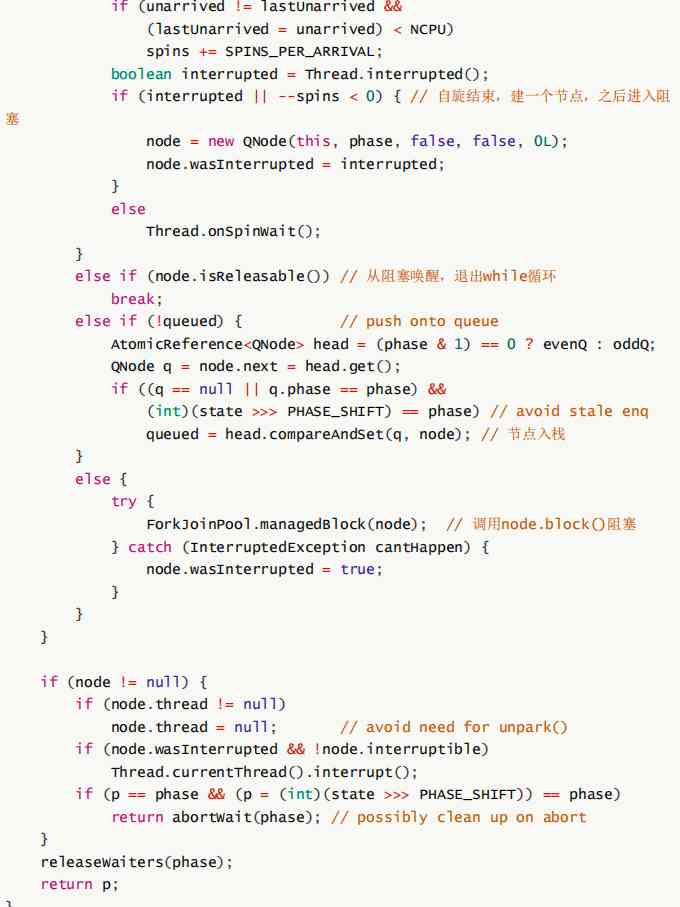 if (unarrived != lastUnarrived &&
                (lastUnarrived = unarrived) < NCPU)
                spins += SPINS_PER_ARRIVAL;
            boolean interrupted = Thread.interrupted();
            if (interrupted || --spins < 0) { // 自旋结束，建一个节点，之后进入阻
塞
                node = new QNode(this, phase, false, false, 0L);
                node.wasInterrupted = interrupted;
            }
            else
                Thread.onSpinWait();
        }
        else if (node.isReleasable()) // 从阻塞唤醒，退出while循环
            break;
        else if (!queued) {           // push onto queue
            AtomicReference<QNode> head = (phase & 1) == 0 ? evenQ : oddQ;
            QNode q = node.next = head.get();
            if ((q == null || q.phase == phase) &&
                (int)(state >>> PHASE_SHIFT) == phase) // avoid stale enq
                queued = head.compareAndSet(q, node); // 节点入栈
        }
        else {
            try {
                ForkJoinPool.managedBlock(node);  // 调用node.block()阻塞
            } catch (InterruptedException cantHappen) {
                node.wasInterrupted = true;
            }
        }
    }

    if (node != null) {
        if (node.thread != null)
            node.thread = null;       // avoid need for unpark()
        if (node.wasInterrupted && !node.interruptible)
            Thread.currentThread().interrupt();
        if (p == phase && (p = (int)(state >>> PHASE_SHIFT)) == phase)
            return abortWait(phase); // possibly clean up on abort
    }
    releaseWaiters(phase);
    return p;
}